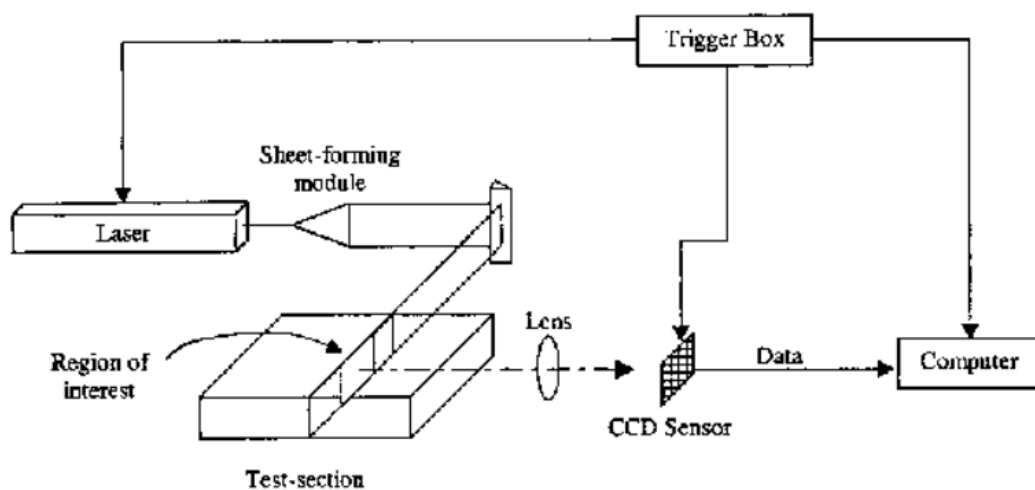 Trigger Box
Sheet-forming
module
Laser
Lens
Region of
interest
Data
Computer
CCD Sensor
Test-section